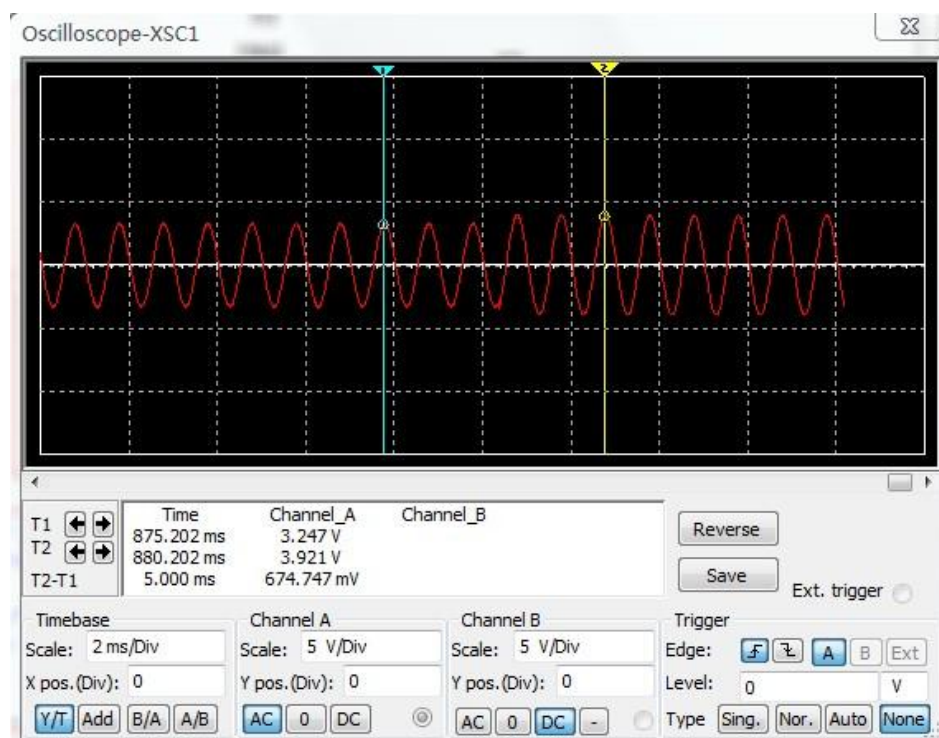 Oscilloscope-XSC1
1 2
T1 Time Channel_A Channel_B Reverse
875.202 ms 3.247 V
T2 880.202 ms 3.921 V
T2-T1 5.000 ms 674.747 mV Save Ext. trigger
Timebase Channel A Channel B Trigger
Scale: 2 ms/Div Scale: 5 V/Div Scale: 5 V/Div Edge: A B Ext
X pos.(Div): 0 Y pos.(Div): 0 Y pos.(Div): 0 Level: 0 V
Y/T Add B/A A/B AC 0 DC AC 0 DC - Type Sing. Nor. Auto None